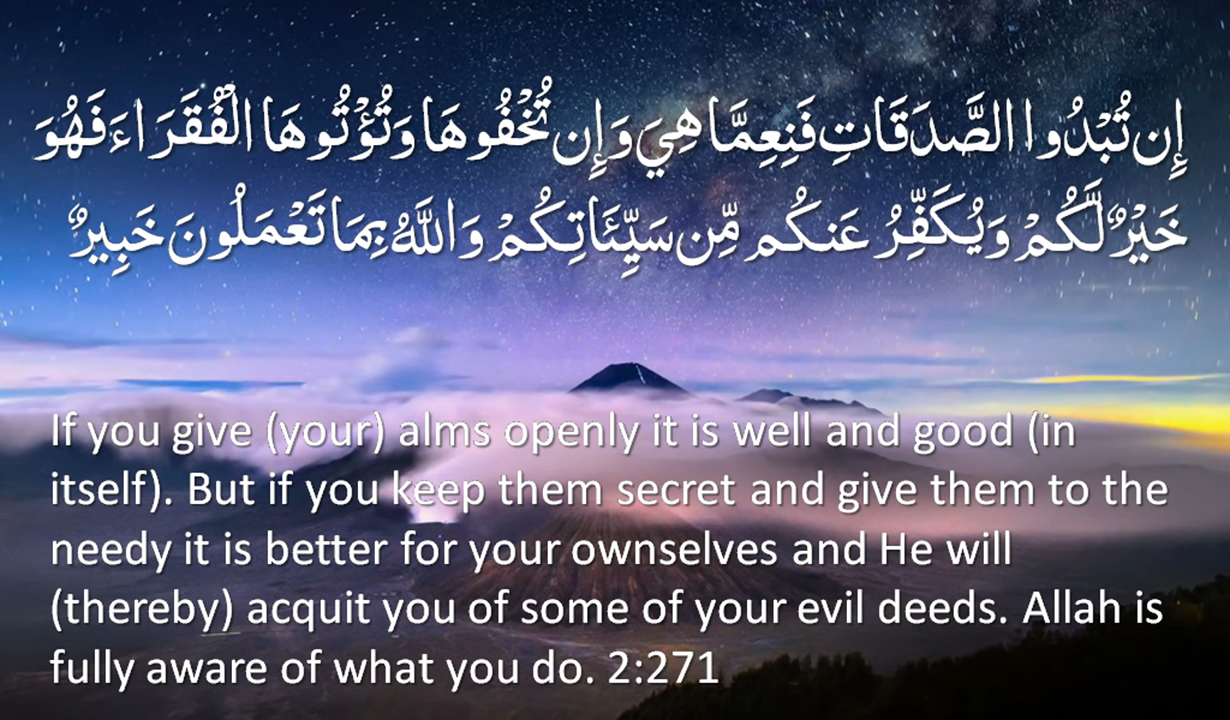 إِن تُبْدُوا الصَّدَقَاتِ فَنِعِمَّا هِيَ وَإِن تُخْفُوهَا وَتُؤْتُوهَا الْفُقَرَاءَ فَهُوَ
خَيْرٌ لَّكُمْ وَيُكَفِّرُ عَنكُم مِّن سَيِّئَاتِكُمْ وَاللَّهُ بِمَا تَعْمَلُونَ خَبِيرٌ
If you give (your) alms openly it is well and good (in
itself). But if you keep them secret and give them to the
needy it is better for your ownselves and He will
(thereby) acquit you of some of your evil deeds. Allah is
fully aware of what you do. 2:271